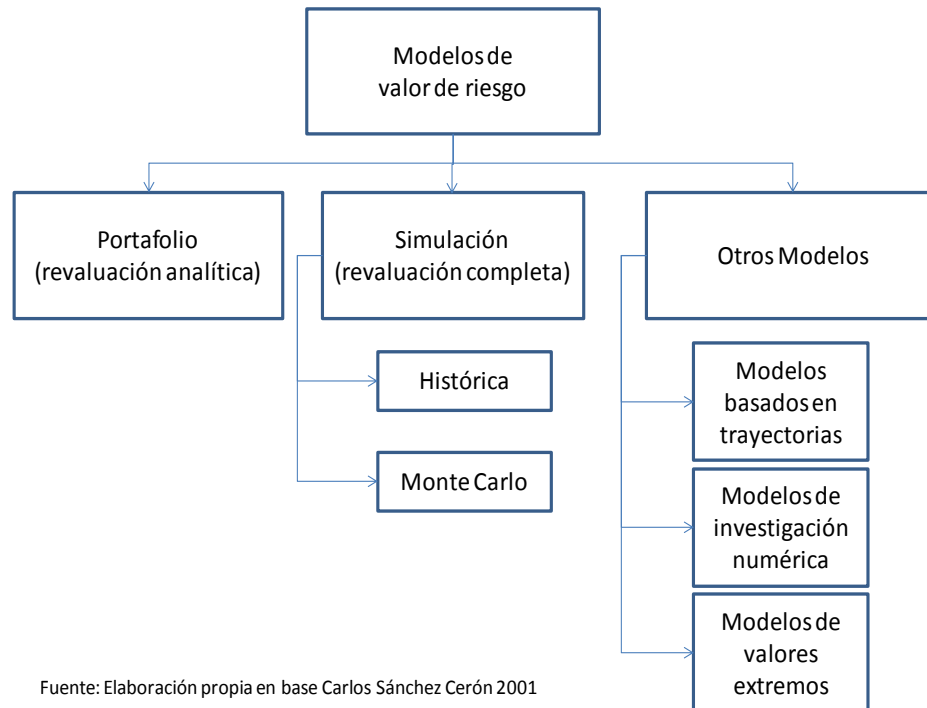 Modelos de
valor de riesgo
Portafolio
(revaluación analítica)
Simulación
(revaluación completa)
Otros Modelos
Histórica
Monte Carlo
Modelos
basados en
trayectorias
Modelos de
investigación
numérica
Modelos de
valores
extremos
Fuente: Elaboración propia en base Carlos Sánchez Cerón 2001